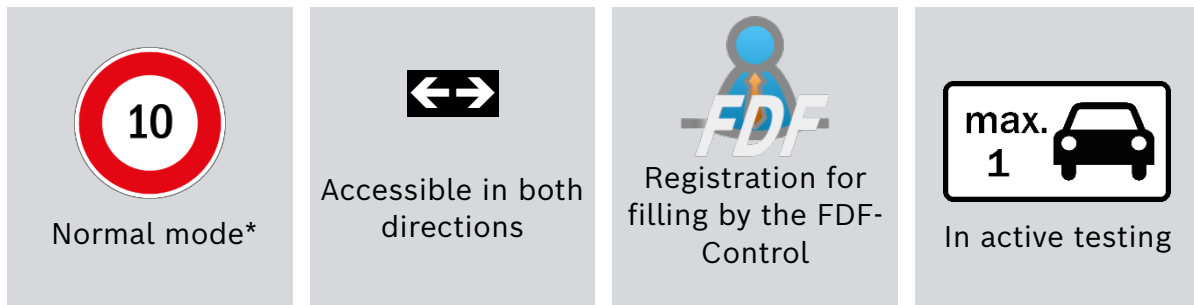 10
Normal mode*
Accessible in both
directions
FDF
Registration for
filling by the FDF-
Control
max.
1
In active testing